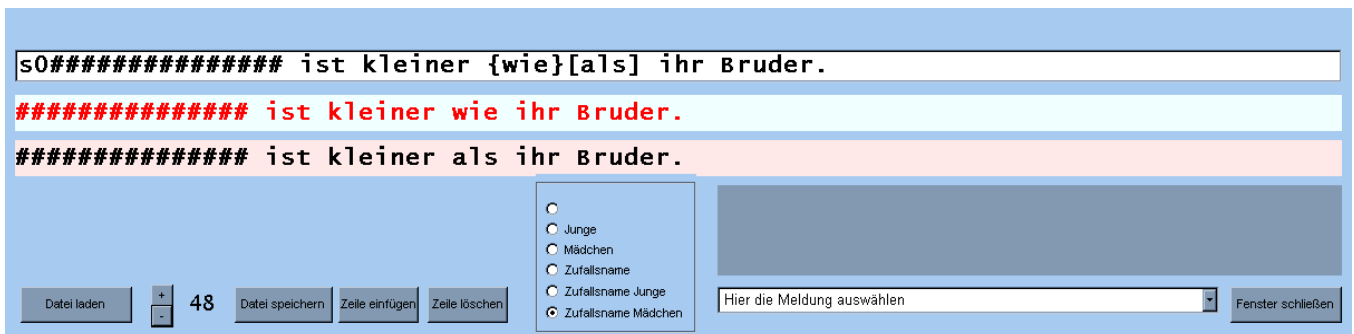 s0############### ist kleiner {wie}[als] ihr Bruder.
############### ist kleiner wie ihr Bruder.
############### ist kleiner als ihr Bruder.
Junge
Mädchen
Zufallsname
Zufallsname Junge
Zufallsname Mädchen
Datei laden
+
-
48
Datei speichern
Zeile einfügen
Zeile löschen
Hier die Meldung auswählen
Fenster schließen